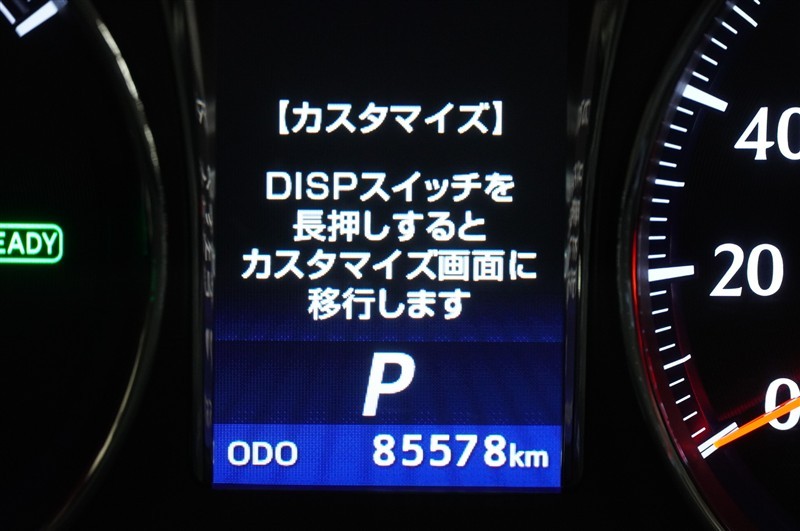 【カスタマイズ】
DISPスイッチを
長押しすると
カスタマイズ画面に
移行します
P
ODO 85578km
EADY
40
20
0